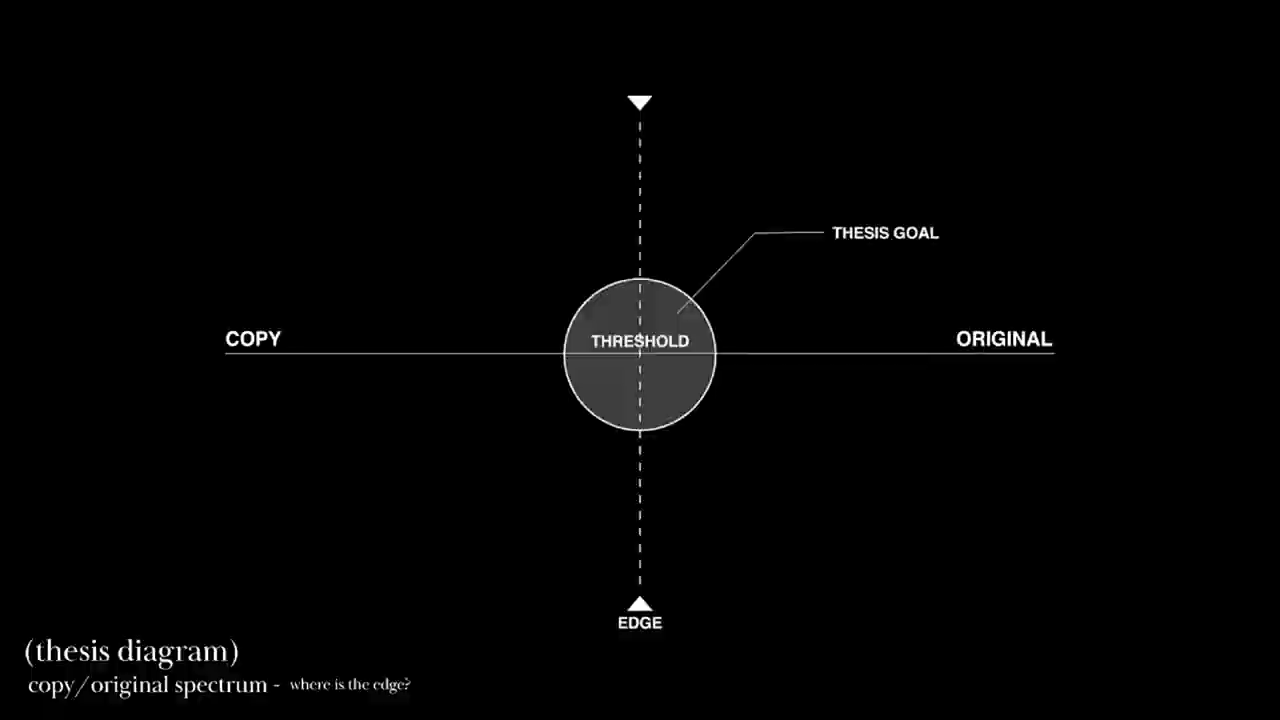 THESIS GOAL
COPY
THRESHOLD
ORIGINAL
EDGE
(thesis diagram)
copy/original spectrum - where is the edge?